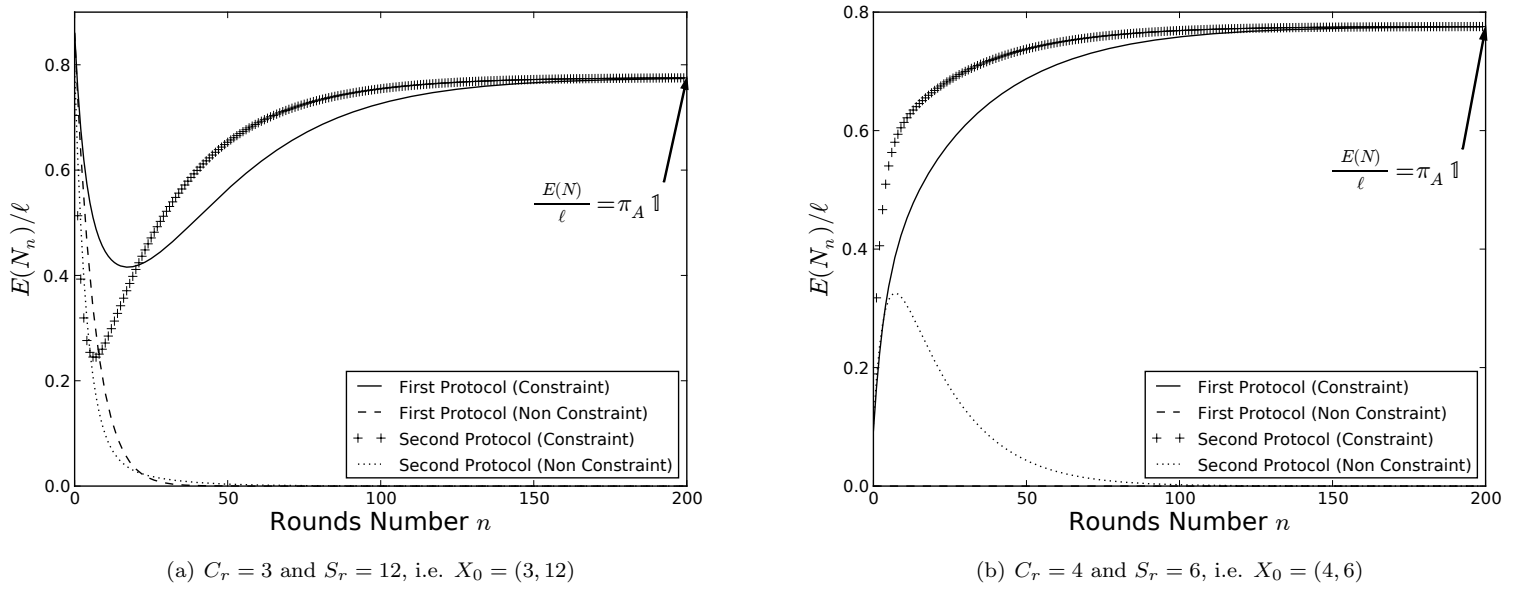 0.8
0.6
0.4
0.2
0.0
0
50
100
150
200
E(N_n)/ℓ
Rounds Number n
E(N)/ℓ = π_A 𝟙
First Protocol (Constraint)
First Protocol (Non Constraint)
Second Protocol (Constraint)
Second Protocol (Non Constraint)
(a) C_r = 3 and S_r = 12, i.e. X_0 = (3, 12)
0.8
0.6
0.4
0.2
0.0
0
50
100
150
200
E(N_n)/ℓ
Rounds Number n
E(N)/ℓ = π_A 𝟙
First Protocol (Constraint)
First Protocol (Non Constraint)
Second Protocol (Constraint)
Second Protocol (Non Constraint)
(b) C_r = 4 and S_r = 6, i.e. X_0 = (4, 6)